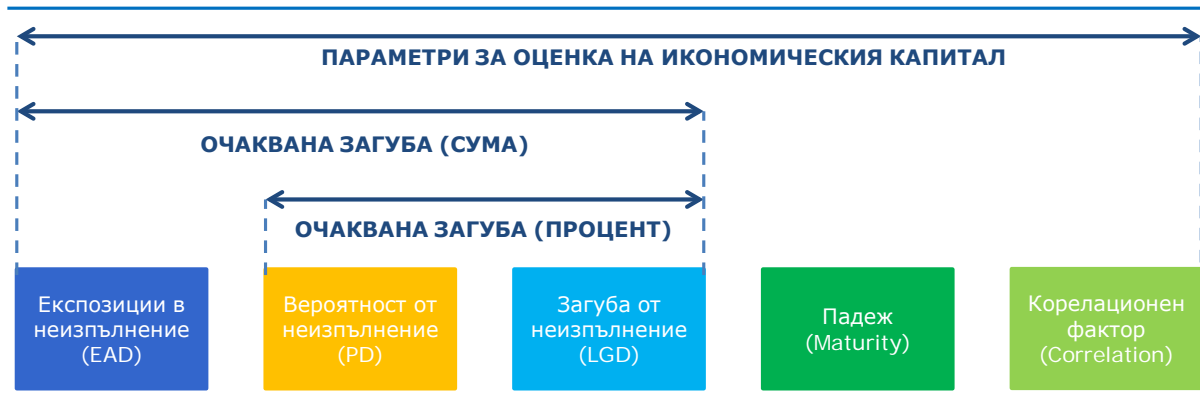 ПАРАМЕТРИ ЗА ОЦЕНКА НА ИКОНОМИЧЕСКИЯ КАПИТАЛ
ОЧАКВАНА ЗАГУБА (СУМА)
ОЧАКВАНА ЗАГУБА (ПРОЦЕНТ)
Експозиции в
неизпълнение
(EAD)
Вероятност от
неизпълнение
(PD)
Загуба от
неизпълнение
(LGD)
Падеж
(Maturity)
Корелационен
фактор
(Correlation)